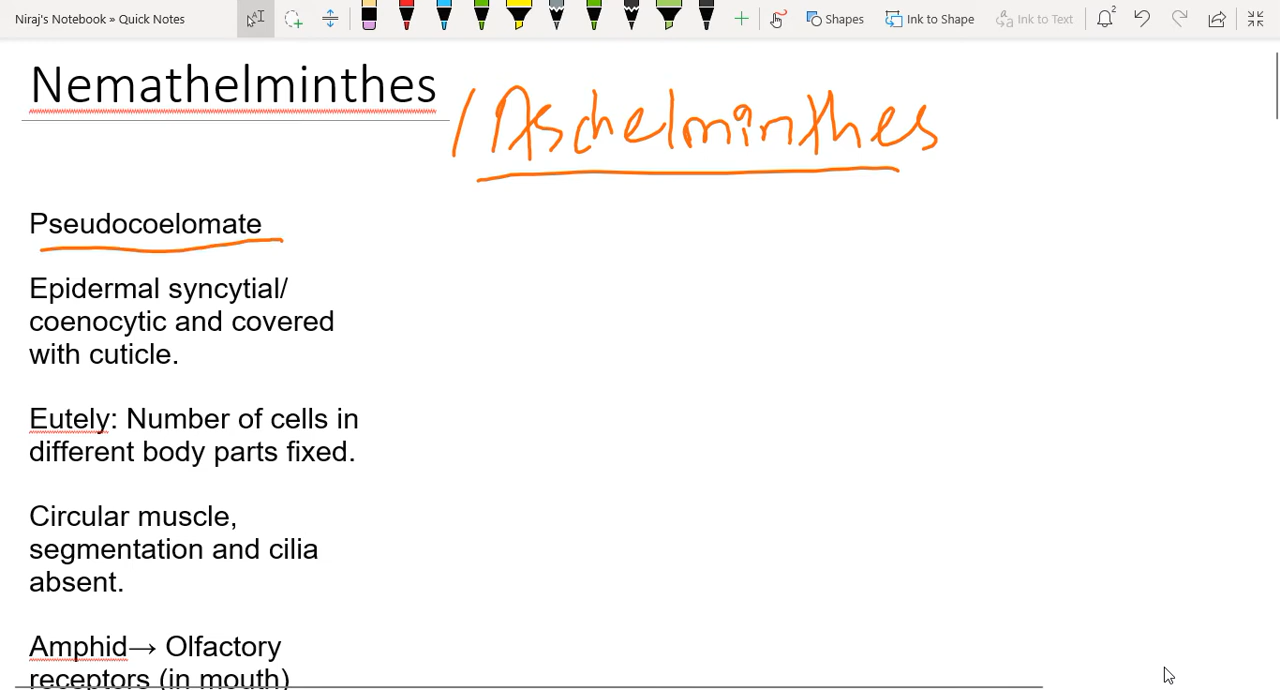 Niraj's Notebook » Quick Notes
Shapes
Ink to Shape
Ink to Text
2
Nemathelminthes
/ Aschelminthes
Pseudocoelomate
Epidermal syncytial/
coenocytic and covered
with cuticle.
Eutely: Number of cells in
different body parts fixed.
Circular muscle,
segmentation and cilia
absent.
Amphid→ Olfactory
receptors (in mouth)